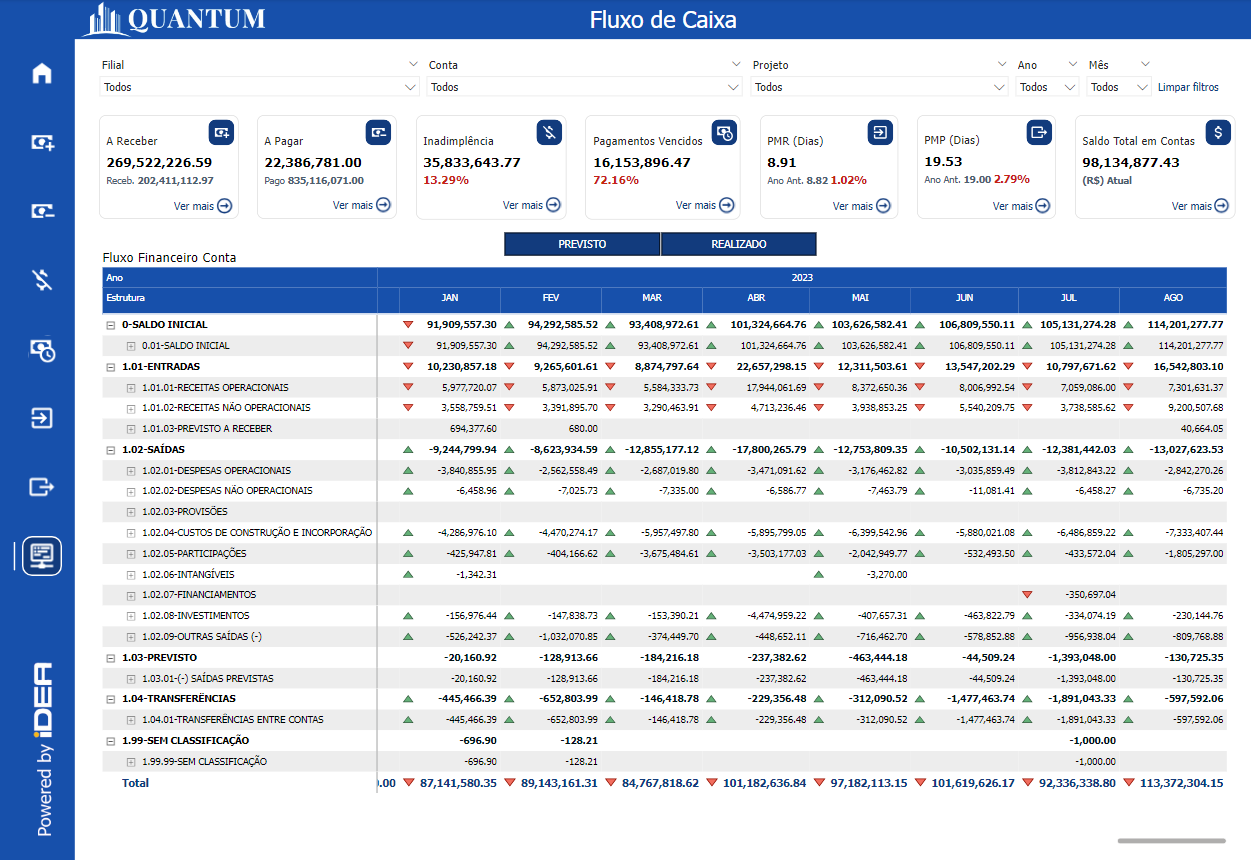 QUANTUM
Fluxo de Caixa
Filial Conta Projeto Ano Mês
Todos Todos Todos Todos Todos Limpar filtros
A Receber
269,522,226.59
Receb. 202,411,112.97
Ver mais
A Pagar
22,386,781.00
Pago 835,116,071.00
Ver mais
Inadimplência
35,833,643.77
13.29%
Ver mais
Pagamentos Vencidos
16,153,896.47
72.16%
Ver mais
PMR (Dias)
8.91
Ano Ant. 8.82 1.02%
Ver mais
PMP (Dias)
19.53
Ano Ant. 19.00 2.79%
Ver mais
Saldo Total em Contas
98,134,877.43
(R$) Atual
Ver mais
PREVISTO REALIZADO
Fluxo Financeiro Conta
Ano 2023
Estrutura JAN FEV MAR ABR MAI JUN JUL AGO
0-SALDO INICIAL 91,909,557.30 94,292,585.52 93,408,972.61 101,324,664.76 103,626,582.41 106,809,550.11 105,131,274.28 114,201,277.77
0.01-SALDO INICIAL 91,909,557.30 94,292,585.52 93,408,972.61 101,324,664.76 103,626,582.41 106,809,550.11 105,131,274.28 114,201,277.77
1.01-ENTRADAS 10,230,857.18 9,265,601.61 8,874,797.64 22,657,298.15 12,311,503.61 13,547,202.29 10,797,671.62 16,542,803.10
1.01.01-RECEITAS OPERACIONAIS 5,977,720.07 5,873,025.91 5,584,333.73 17,944,061.69 8,372,650.36 8,006,992.54 7,059,086.00 7,301,631.37
1.01.02-RECEITAS NÃO OPERACIONAIS 3,558,759.51 3,391,895.70 3,290,463.91 4,713,236.46 3,938,853.25 5,540,209.75 3,738,585.62 9,200,507.68
1.01.03-PREVISTO A RECEBER 694,377.60 680.00 40,664.05
1.02-SAÍDAS -9,244,799.94 -8,623,934.59 -12,855,177.12 -17,800,265.79 -12,753,809.35 -10,502,131.14 -12,381,442.03 -13,027,623.53
1.02.01-DESPESAS OPERACIONAIS -3,840,855.95 -2,562,558.49 -2,687,019.80 -3,471,091.62 -3,176,462.82 -3,035,859.49 -3,812,843.22 -2,842,270.26
1.02.02-DESPESAS NÃO OPERACIONAIS -6,458.96 -7,025.73 -7,335.00 -6,586.77 -7,463.79 -11,081.41 -6,458.27 -6,735.20
1.02.03-PROVISÕES
1.02.04-CUSTOS DE CONSTRUÇÃO E INCORPORAÇÃO -4,286,976.10 -4,470,274.17 -5,957,497.80 -5,895,799.05 -6,399,542.96 -5,880,021.08 -6,486,859.22 -7,333,407.44
1.02.05-PARTICIPAÇÕES -425,947.81 -404,166.62 -3,675,484.61 -3,503,177.03 -2,042,949.77 -532,493.50 -433,572.04 -1,805,297.00
1.02.06-INTANGÍVEIS -1,342.31 -3,270.00
1.02.07-FINANCIAMENTOS -350,697.04
1.02.08-INVESTIMENTOS -156,976.44 -147,838.73 -153,390.21 -4,474,959.22 -407,657.31 -463,822.79 -334,074.19 -230,144.76
1.02.09-OUTRAS SAÍDAS (-) -526,242.37 -1,032,070.85 -374,449.70 -448,652.11 -716,462.70 -578,852.88 -956,938.04 -809,768.88
1.03-PREVISTO -20,160.92 -128,913.66 -184,216.18 -237,382.62 -463,444.18 -44,509.24 -1,393,048.00 -130,725.35
1.03.01-(-) SAÍDAS PREVISTAS -20,160.92 -128,913.66 -184,216.18 -237,382.62 -463,444.18 -44,509.24 -1,393,048.00 -130,725.35
1.04-TRANSFERÊNCIAS -445,466.39 -652,803.99 -146,418.78 -229,356.48 -312,090.52 -1,477,463.74 -1,891,043.33 -597,592.06
1.04.01-TRANSFERÊNCIAS ENTRE CONTAS -445,466.39 -652,803.99 -146,418.78 -229,356.48 -312,090.52 -1,477,463.74 -1,891,043.33 -597,592.06
1.99-SEM CLASSIFICAÇÃO -696.90 -128.21 -1,000.00
1.99.99-SEM CLASSIFICAÇÃO -696.90 -128.21 -1,000.00
Total .00 87,141,580.35 89,143,161.31 84,767,818.62 101,182,636.84 97,182,113.15 101,619,626.17 92,336,338.80 113,372,304.15
Powered by iDEA